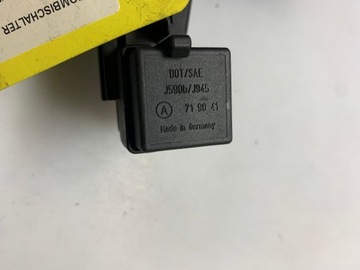 KOMBISCHALTER
DOT/SAE
J590b/J945
A 71 90 41
Made in Germany